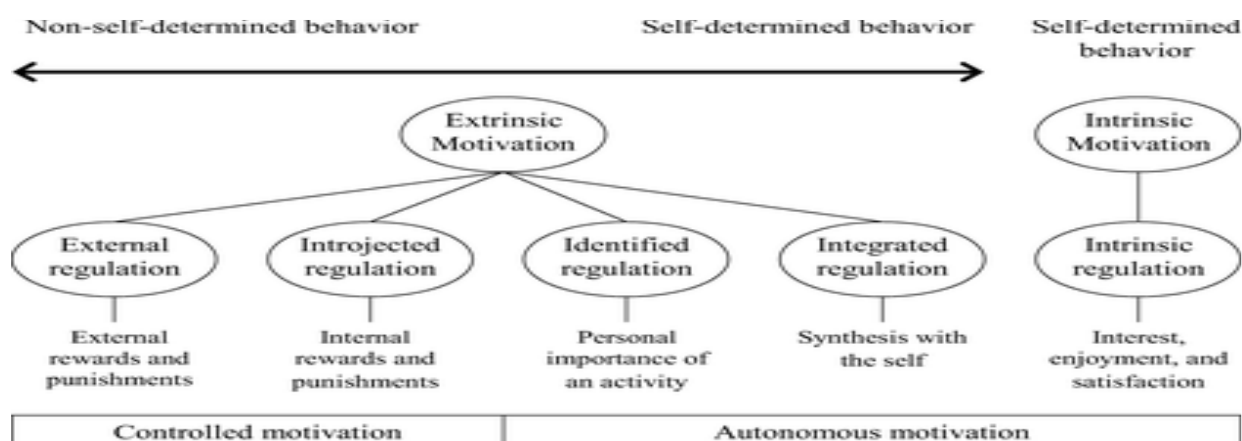 Non-self-determined behavior
Self-determined behavior
Self-determined
behavior
Extrinsic
Motivation
Intrinsic
Motivation
External
regulation
Introjected
regulation
Identified
regulation
Integrated
regulation
Intrinsic
regulation
External
rewards and
punishments
Internal
rewards and
punishments
Personal
importance of
an activity
Synthesis with
the self
Interest,
enjoyment, and
satisfaction
Controlled motivation
Autonomous motivation